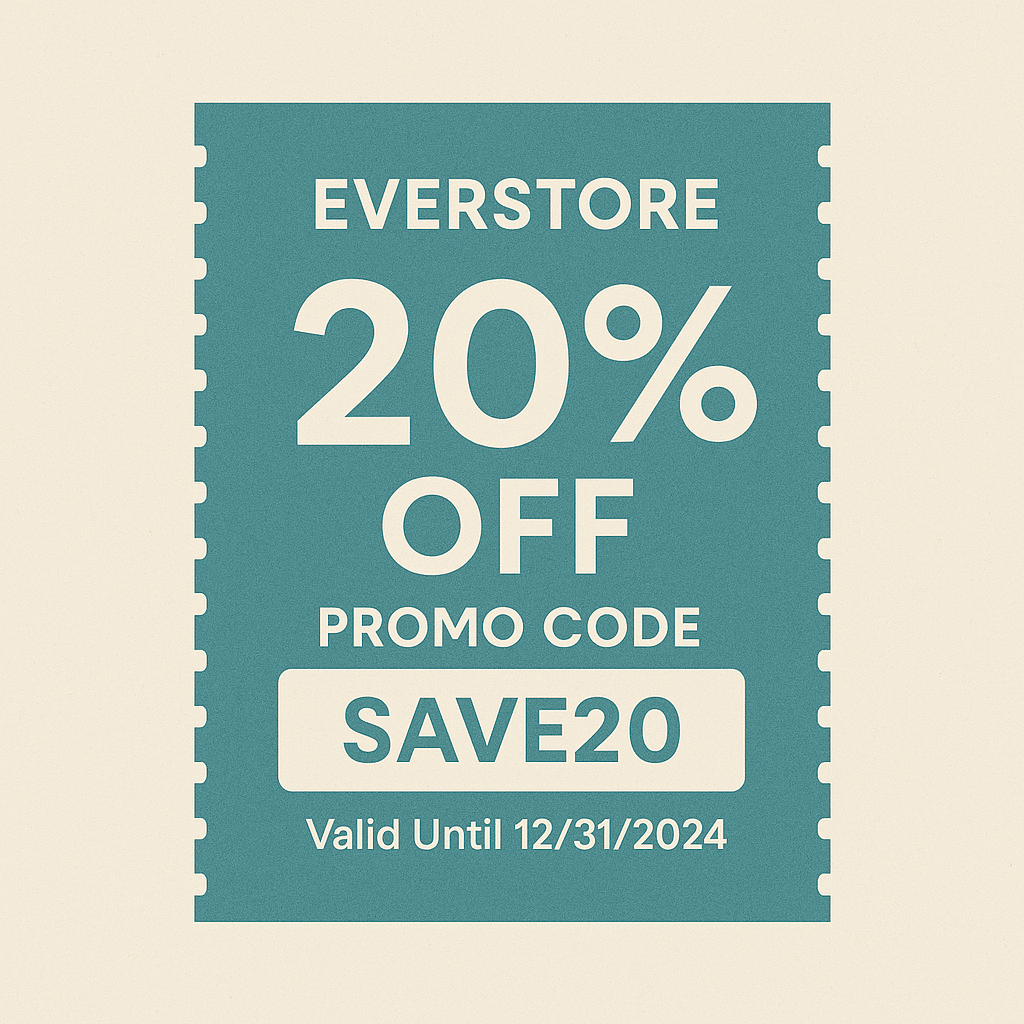 EVERSTORE
20%
OFF
PROMO CODE
SAVE20
Valid Until 12/31/2024